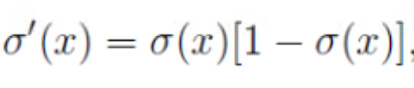 σ′(x) = σ(x)[1 − σ(x)],